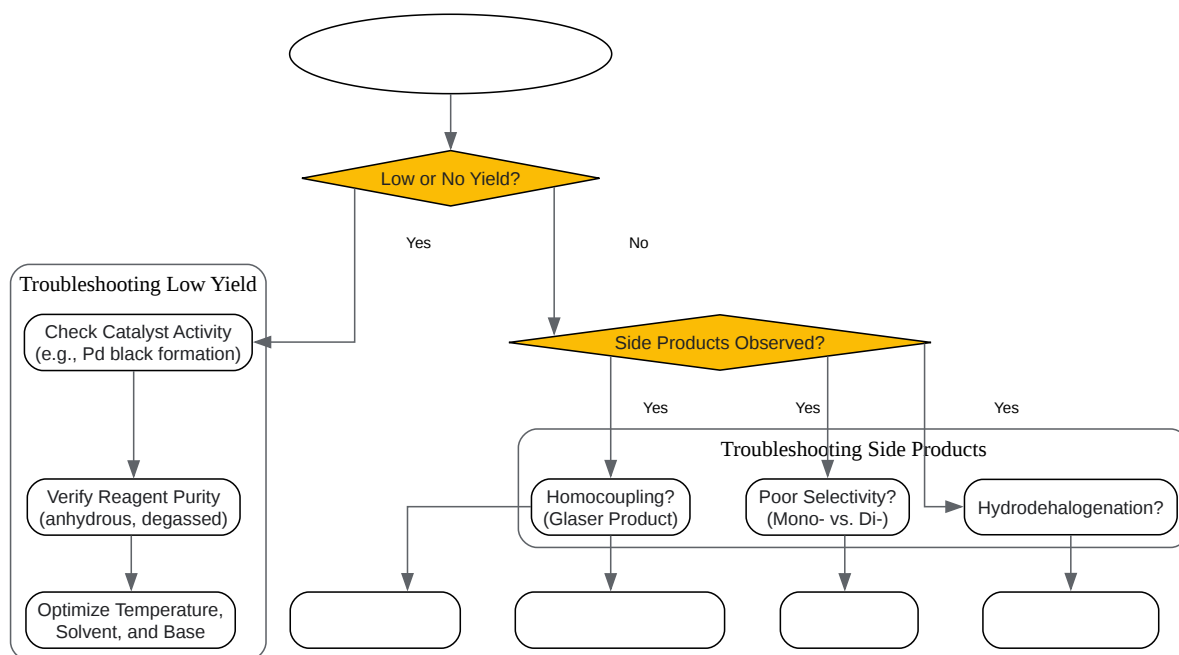 Low or No Yield?
Yes
No
Troubleshooting Low Yield
Check Catalyst Activity
(e.g., Pd black formation)
Side Products Observed?
Yes
Yes
Yes
Troubleshooting Side Products
Verify Reagent Purity
(anhydrous, degassed)
Homocoupling?
(Glaser Product)
Poor Selectivity?
(Mono- vs. Di-)
Hydrodehalogenation?
Optimize Temperature,
Solvent, and Base